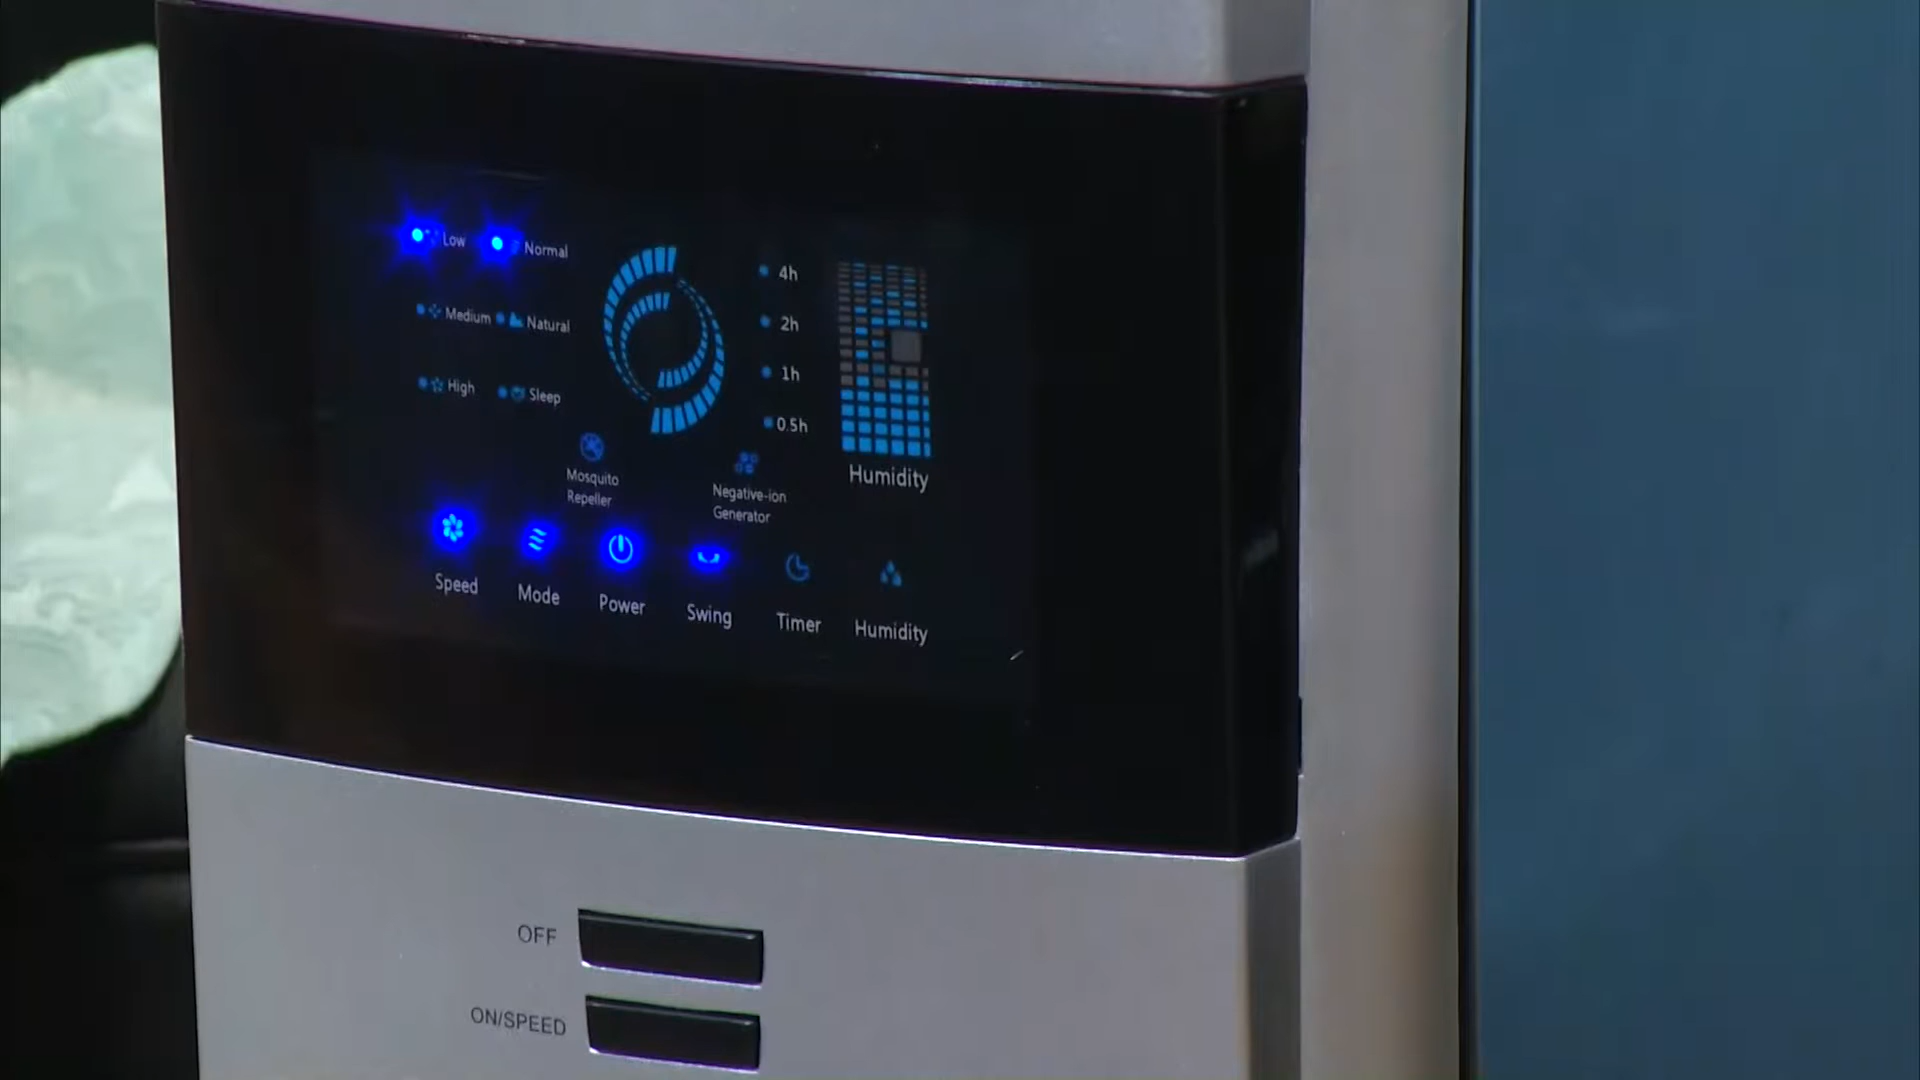 Low
Normal
4h
Medium
Natural
2h
1h
High
Sleep
0.5h
Mosquito
Repeller
Negative-ion
Generator
Humidity
Speed
Mode
Power
Swing
Timer
Humidity
OFF
ON/SPEED